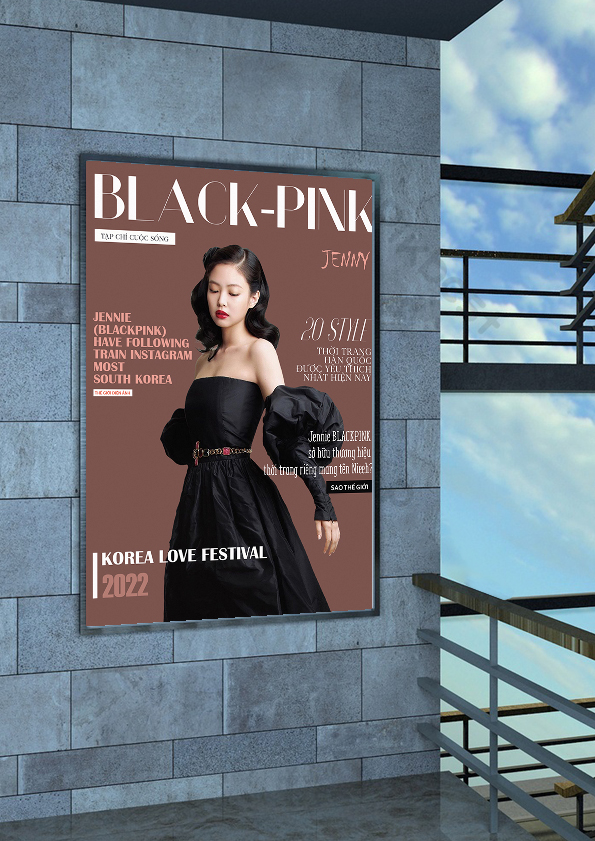 BLACK-PINK
TẠP CHÍ CUỘC SỐNG
JENNY
JENNIE
(BLACKPINK)
HAVE FOLLOWING
TRAIN INSTAGRAM
MOST
SOUTH KOREA
THẾ GIỚI ĐIỆN ẢNH
20 STYLE
THỜI TRANG
HÀN QUỐC
ĐƯỢC YÊU THÍCH
NHẤT HIỆN NAY
Jennie BLACKPINK
sở hữu thương hiệu
thời trang riêng mang tên Nieeh?
SAO THẾ GIỚI
KOREA LOVE FESTIVAL
2022